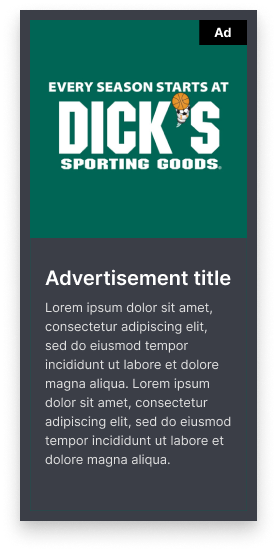 Ad
EVERY SEASON STARTS AT
DICK'S
SPORTING GOODS.
Advertisement title
Lorem ipsum dolor sit amet,
consectetur adipiscing elit,
sed do eiusmod tempor
incididunt ut labore et dolore
magna aliqua. Lorem ipsum
dolor sit amet, consectetur
adipiscing elit, sed do eiusmod
tempor incididunt ut labore et
dolore magna aliqua.